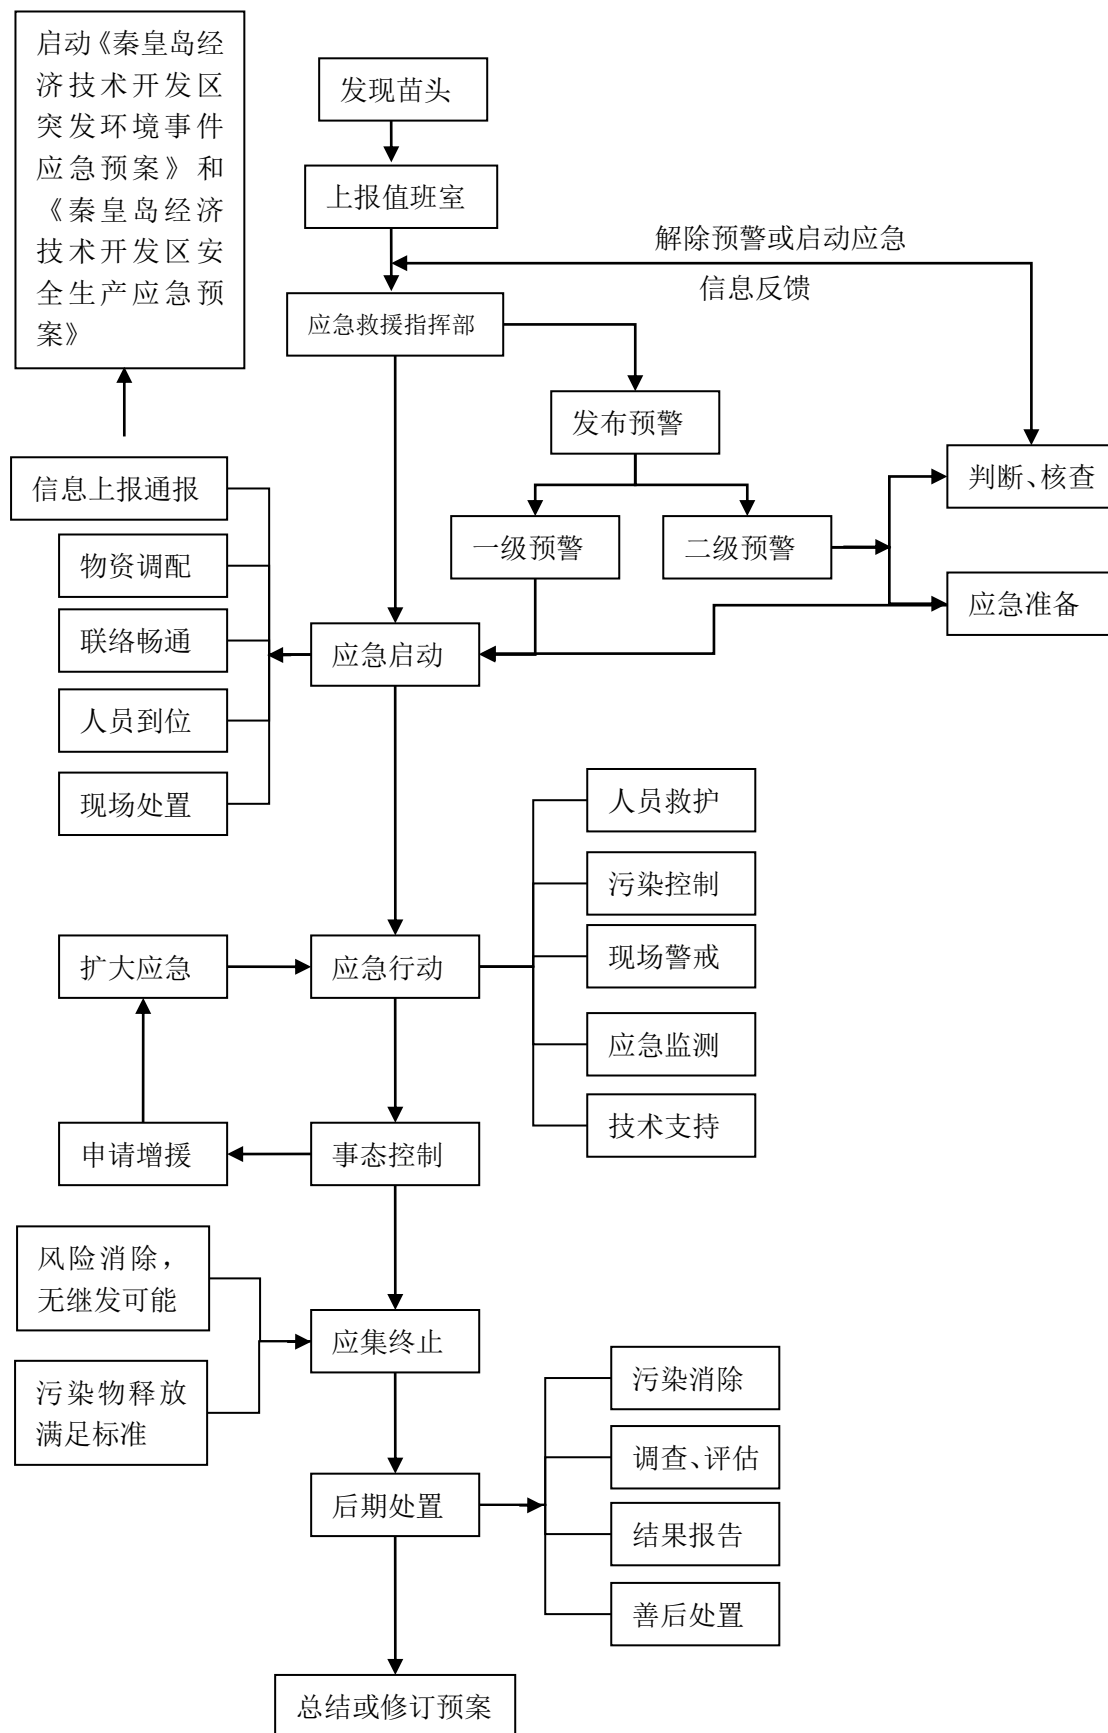 启动《秦皇岛经
济技术开发区
突发环境事件
应急预案》和
《秦皇岛经济
技术开发区安
全生产应急预
案》
发现苗头
上报值班室
解除预警或启动应急
信息反馈
应急救援指挥部
发布预警
信息上报通报
判断、核查
一级预警
二级预警
物资调配
应急准备
联络畅通
应急启动
人员到位
现场处置
人员救护
污染控制
现场警戒
扩大应急
应急行动
应急监测
技术支持
申请增援
事态控制
风险消除，
无继发可能
应集终止
污染物释放
满足标准
污染消除
调查、评估
后期处置
结果报告
善后处置
总结或修订预案